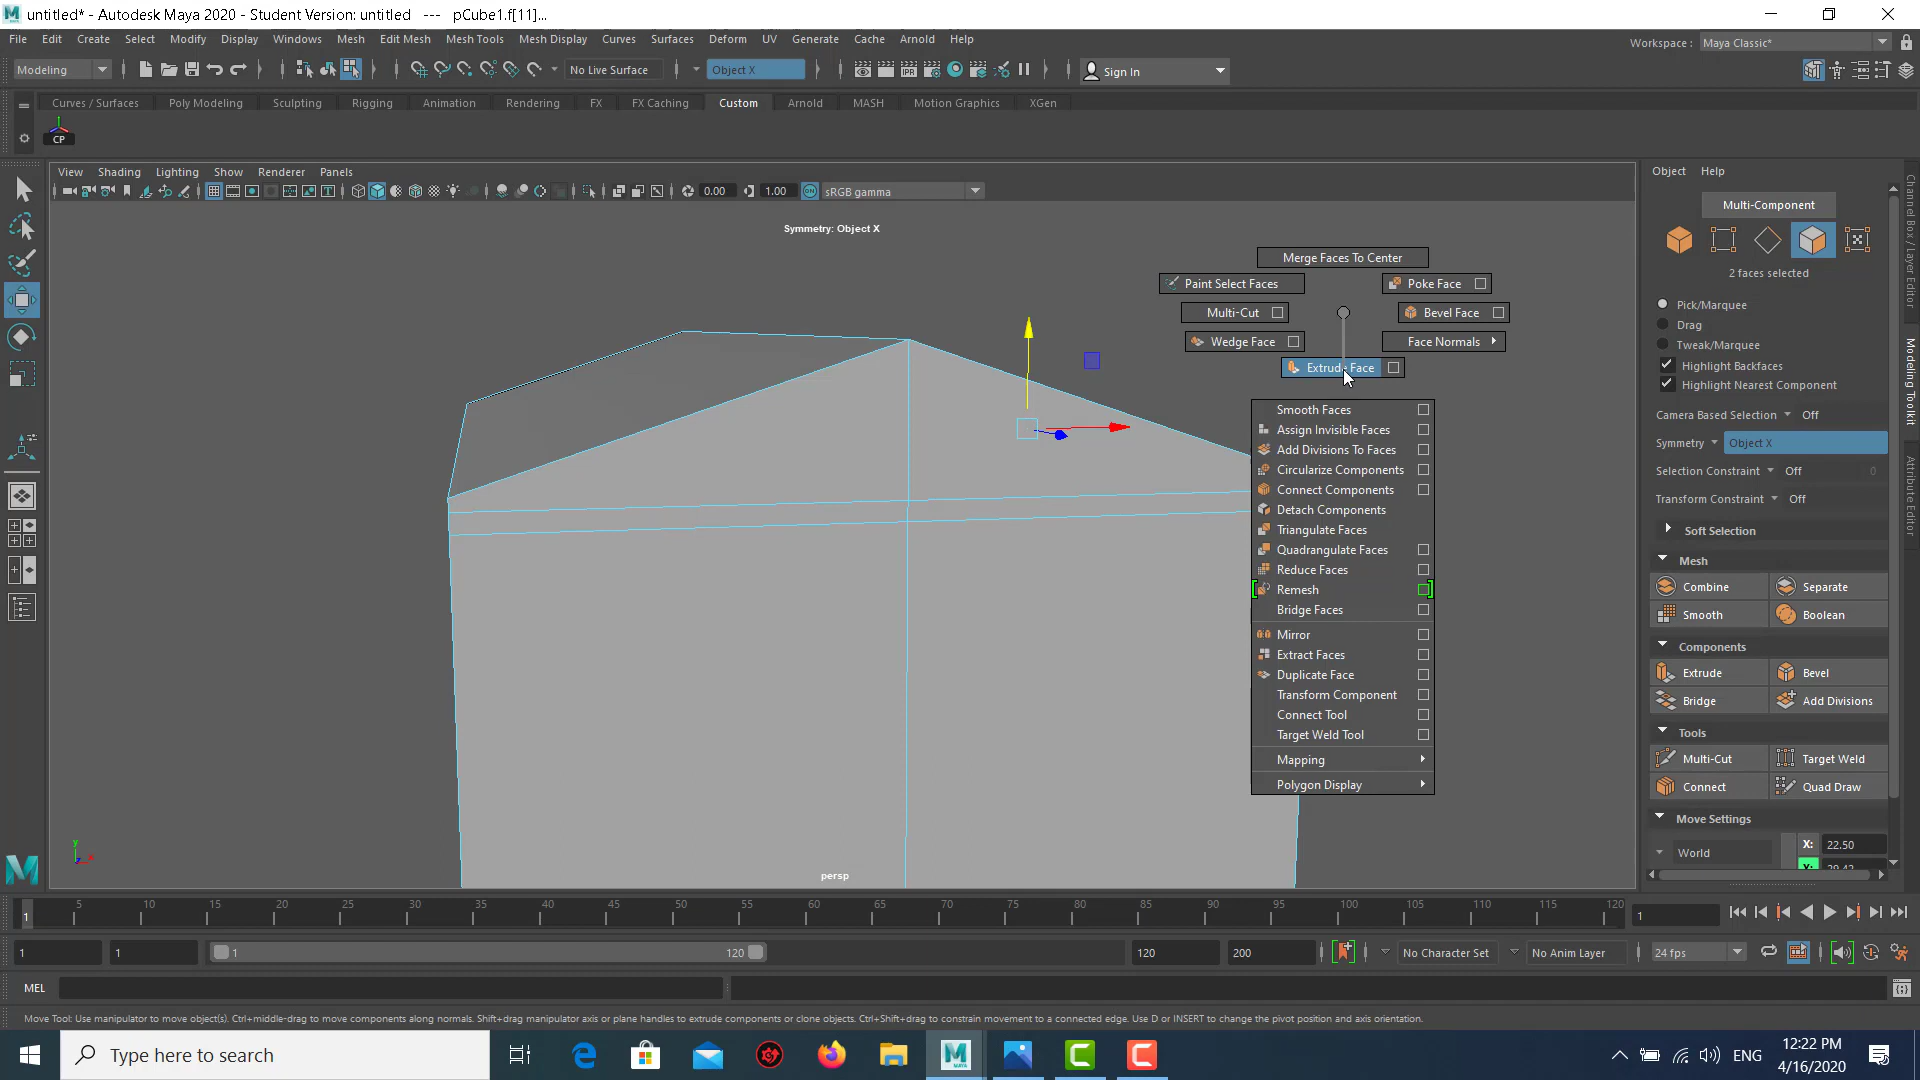 untitled* - Autodesk Maya 2020 - Student Version: untitled --- pCube1.f[11]...
File Edit Create Select Modify Display Windows Mesh Edit Mesh Mesh Tools Mesh Display Curves Surfaces Deform UV Generate Cache Arnold Help
Workspace : Maya Classic*
Modeling No Live Surface Object X Sign In
Curves / Surfaces Poly Modeling Sculpting Rigging Animation Rendering FX FX Caching Custom Arnold MASH Motion Graphics XGen
CP
View Shading Lighting Show Renderer Panels
0.00 1.00 ON sRGB gamma
Symmetry: Object X
Merge Faces To Center
Paint Select Faces Poke Face
Multi-Cut Bevel Face
Wedge Face Face Normals
Extrude Face
Smooth Faces
Assign Invisible Faces
Add Divisions To Faces
Circularize Components
Connect Components
Detach Components
Triangulate Faces
Quadrangulate Faces
Reduce Faces
Remesh
Bridge Faces
Mirror
Extract Faces
Duplicate Face
Transform Component
Connect Tool
Target Weld Tool
Mapping
Polygon Display
y
persp
Object Help
Multi-Component
2 faces selected
Pick/Marquee
Drag
Tweak/Marquee
Highlight Backfaces
Highlight Nearest Component
Camera Based Selection Off
Symmetry Object X
Selection Constraint Off 0
Transform Constraint Off
Soft Selection
Mesh
Combine Separate
Smooth Boolean
Components
Extrude Bevel
Bridge Add Divisions
Tools
Multi-Cut Target Weld
Connect Quad Draw
Move Settings
World X: 22.50
Channel Box / Layer Editor
Modeling Toolkit
Attribute Editor
1 5 10 15 20 25 30 35 40 45 50 55 60 65 70 75 80 85 90 95 100 105 110 115 120 1
1 1 1 120 120 200 No Character Set No Anim Layer 24 fps
MEL
Move Tool: Use manipulator to move object(s). Ctrl+middle-drag to move components along normals. Shift+drag manipulator axis or plane handles to extrude components or clone objects. Ctrl+Shift+drag to constrain movement to a connected edge. Use D or INSERT to change the pivot position and axis orientation.
Type here to search
ENG
12:22 PM
4/16/2020